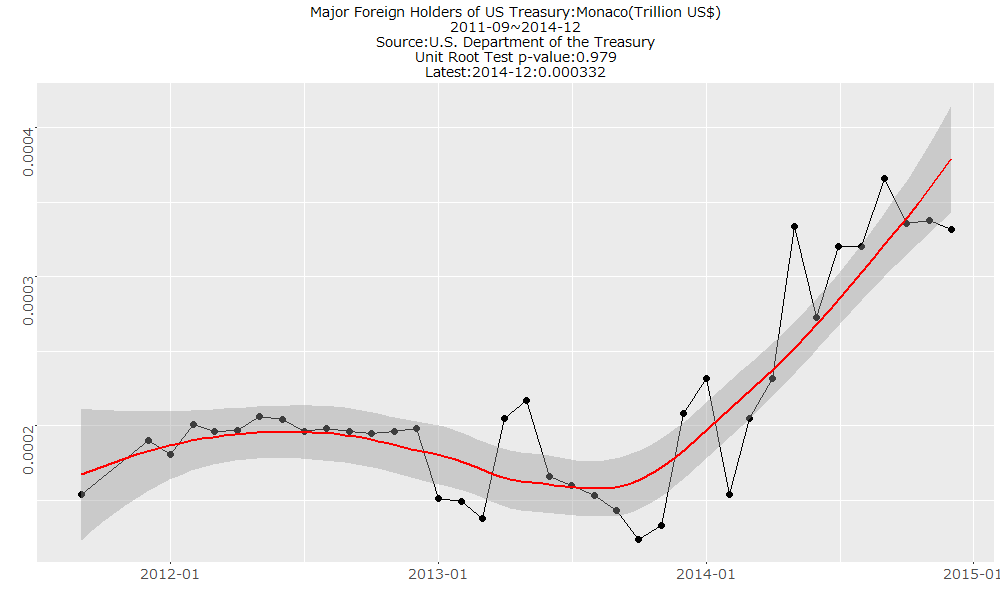 Major Foreign Holders of US Treasury:Monaco(Trillion US$)
2011-09~2014-12
Source:U.S. Department of the Treasury
Unit Root Test p-value:0.979
Latest:2014-12:0.000332
0.0004
0.0003
0.0002
2012-01
2013-01
2014-01
2015-01